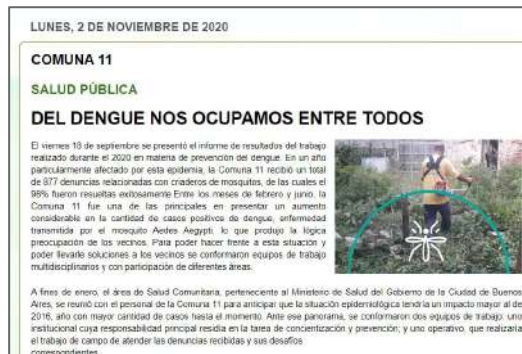 LUNES, 2 DE NOVIEMBRE DE 2020
COMUNA 11
SALUD PÚBLICA
DEL DENGUE NOS OCUPAMOS ENTRE TODOS
El viernes 18 de septiembre se presentó el informe de resultados del trabajo
realizado durante el 2020 en materia de prevención del dengue. En un año
particularmente afectado por esta epidemia, la Comuna 11 recibió un total
de 877 denuncias relacionadas con criaderos de mosquitos, de las cuales el
98% fueron resueltas exitosamente Entre los meses de febrero y junio, la
Comuna 11 fue una de las principales en presentar un aumento
considerable en la cantidad de casos positivos de dengue, enfermedad
transmitida por el mosquito Aedes Aegypti, lo que produjo la lógica
preocupación de los vecinos. Para poder hacer frente a esta situación y
poder llevarle soluciones a los vecinos se conformaron equipos de trabajo
multidisciplinarios y con participación de diferentes áreas.
A fines de enero, el área de Salud Comunitaria, perteneciente al Ministerio de Salud del Gobierno de la Ciudad de Buenos
Aires, se reunió con el personal de la Comuna 11 para anticipar que la situación epidemiológica tendría un impacto mayor al de
2016, año con mayor cantidad de casos hasta el momento. Ante ese panorama, se conformaron dos equipos de trabajo: uno
institucional cuya responsabilidad principal residía en la tarea de concientización y prevención; y uno operativo, que realizaría
el trabajo de campo de atender las denuncias recibidas y sus desafíos
correspondientes